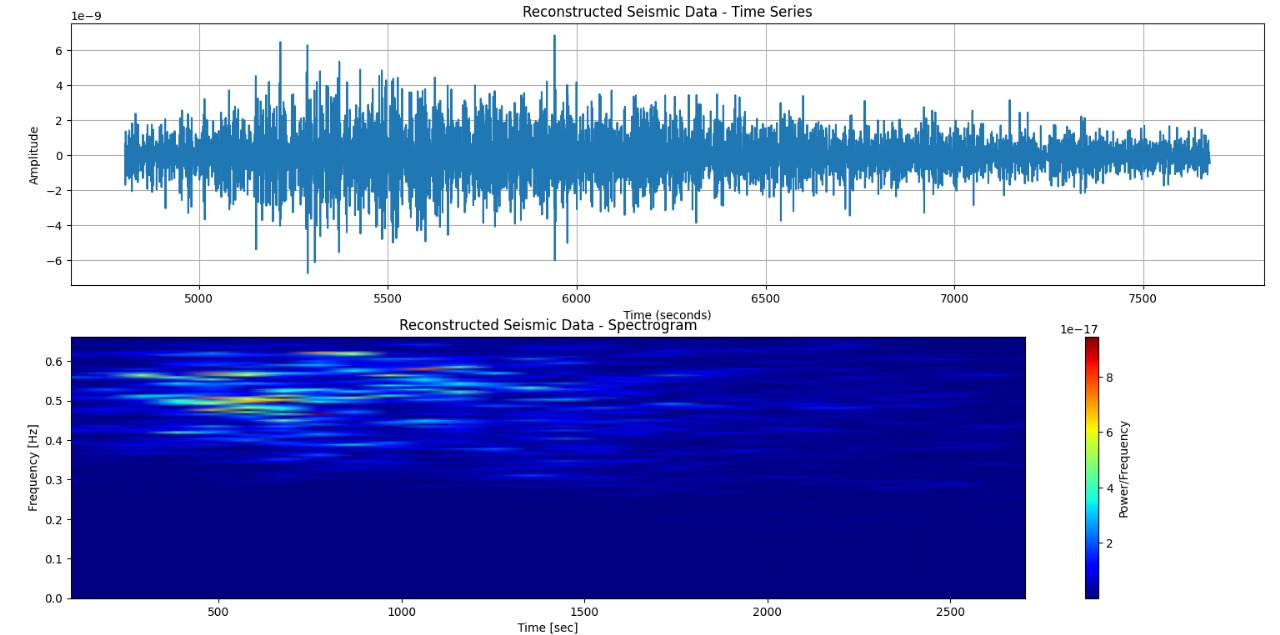 Reconstructed Seismic Data - Time Series
1e−9
6
4
2
0
−2
−4
−6
Amplitude
5000 5500 6000 6500 7000 7500
Time (seconds)
Reconstructed Seismic Data - Spectrogram
0.6
0.5
0.4
0.3
0.2
0.1
0.0
Frequency [Hz]
500 1000 1500 2000 2500
Time [sec]
1e−17
8
6
4
2
Power/Frequency